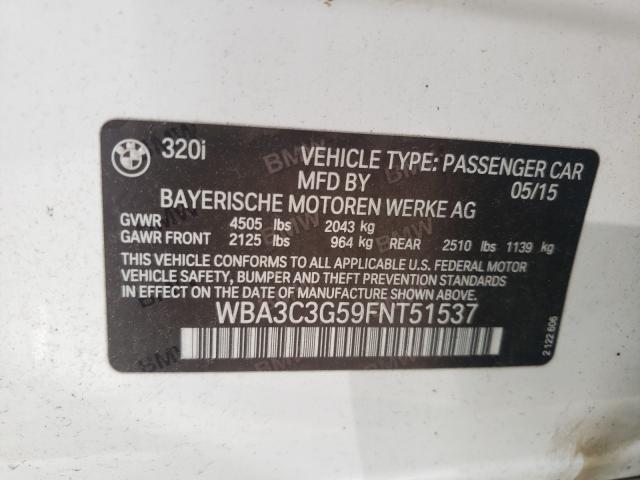 320i
VEHICLE TYPE: PASSENGER CAR
MFD BY 05/15
BAYERISCHE MOTOREN WERKE AG
GVWR 4505 lbs 2043 kg
GAWR FRONT 2125 lbs 964 kg REAR 2510 lbs 1139 kg
THIS VEHICLE CONFORMS TO ALL APPLICABLE U.S. FEDERAL MOTOR
VEHICLE SAFETY, BUMPER AND THEFT PREVENTION STANDARDS
IN EFFECT ON THE DATE OF MANUFACTURE SHOWN ABOVE.
WBA3C3G59FNT51537
2 122 606